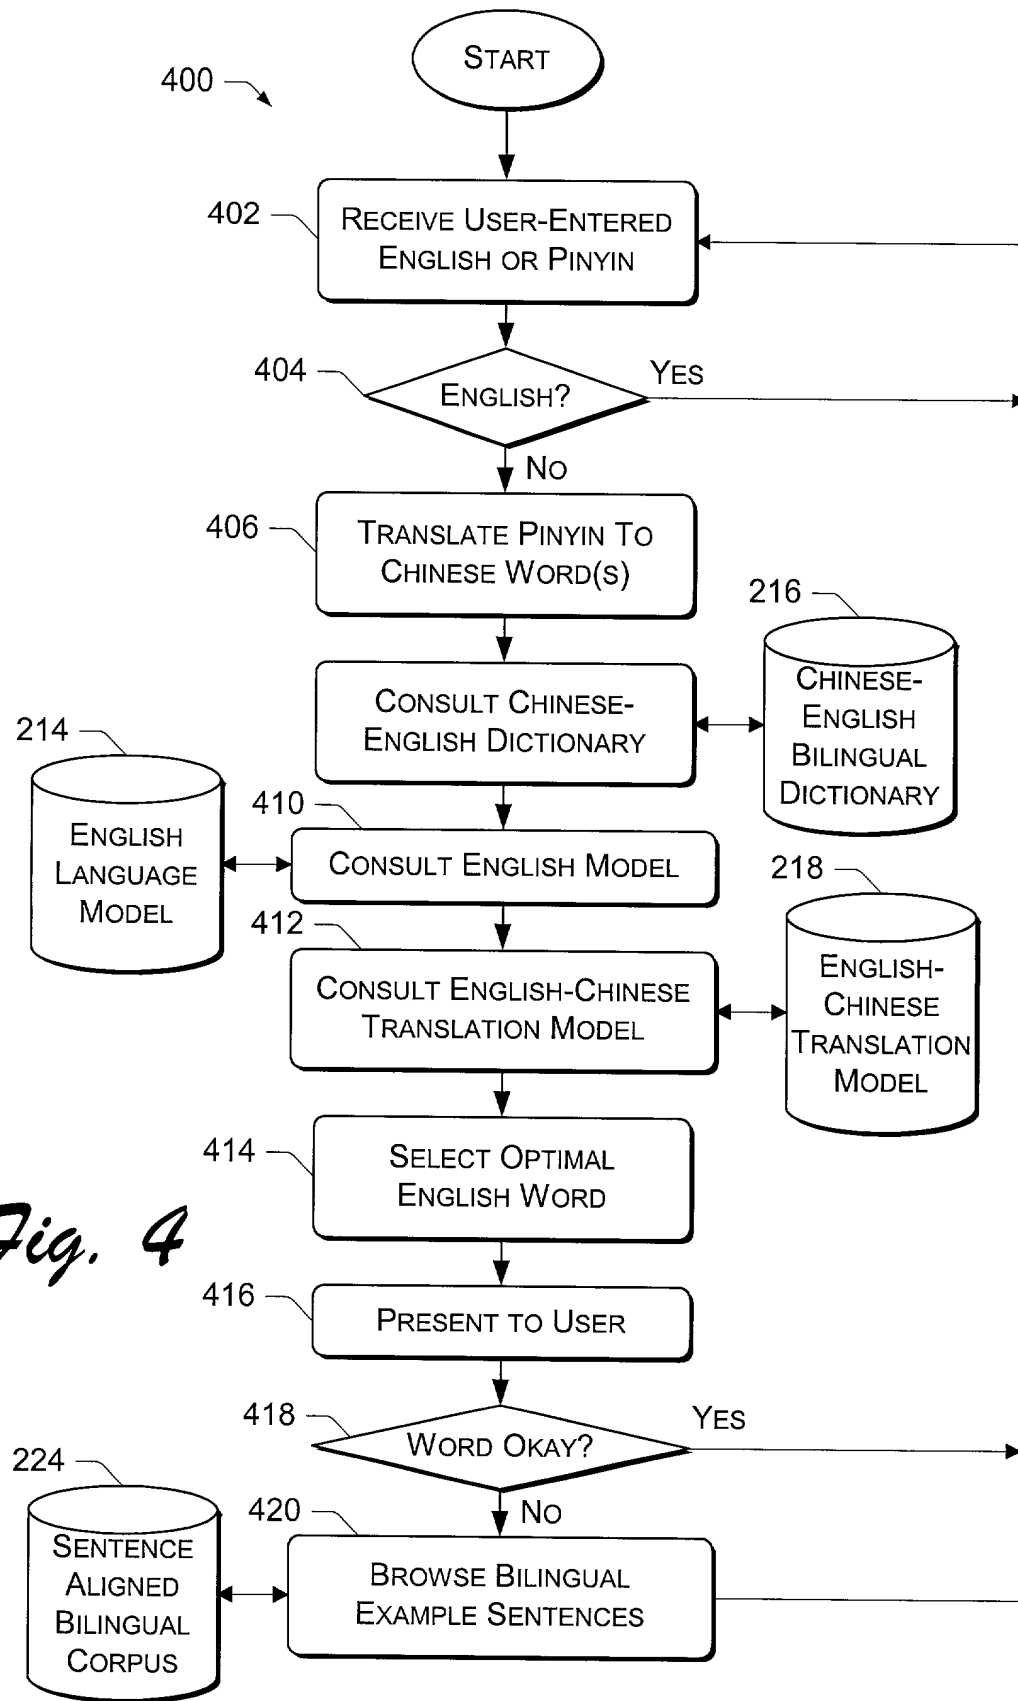 START
400
402
RECEIVE USER-ENTERED
ENGLISH OR PINYIN
404
ENGLISH?
YES
NO
406
TRANSLATE PINYIN TO
CHINESE WORD(S)
216
CHINESE-
ENGLISH
BILINGUAL
DICTIONARY
CONSULT CHINESE-
ENGLISH DICTIONARY
214
ENGLISH
LANGUAGE
MODEL
410
CONSULT ENGLISH MODEL
218
ENGLISH-
CHINESE
TRANSLATION
MODEL
412
CONSULT ENGLISH-CHINESE
TRANSLATION MODEL
414
SELECT OPTIMAL
ENGLISH WORD
Fig. 4
416
PRESENT TO USER
418
WORD OKAY?
YES
NO
224
SENTENCE
ALIGNED
BILINGUAL
CORPUS
420
BROWSE BILINGUAL
EXAMPLE SENTENCES